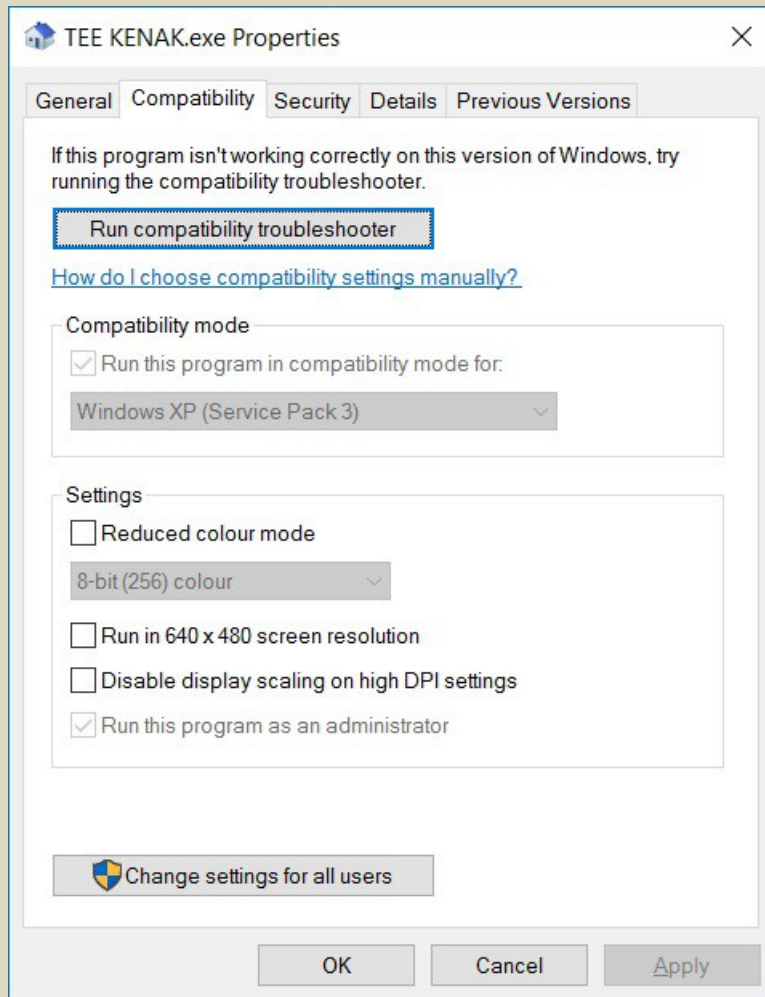 TEE KENAK.exe Properties
General Compatibility Security Details Previous Versions
If this program isn't working correctly on this version of Windows, try
running the compatibility troubleshooter.
Run compatibility troubleshooter
How do I choose compatibility settings manually?
Compatibility mode
Run this program in compatibility mode for:
Windows XP (Service Pack 3)
Settings
Reduced colour mode
8-bit (256) colour
Run in 640 x 480 screen resolution
Disable display scaling on high DPI settings
Run this program as an administrator
Change settings for all users
OK Cancel Apply